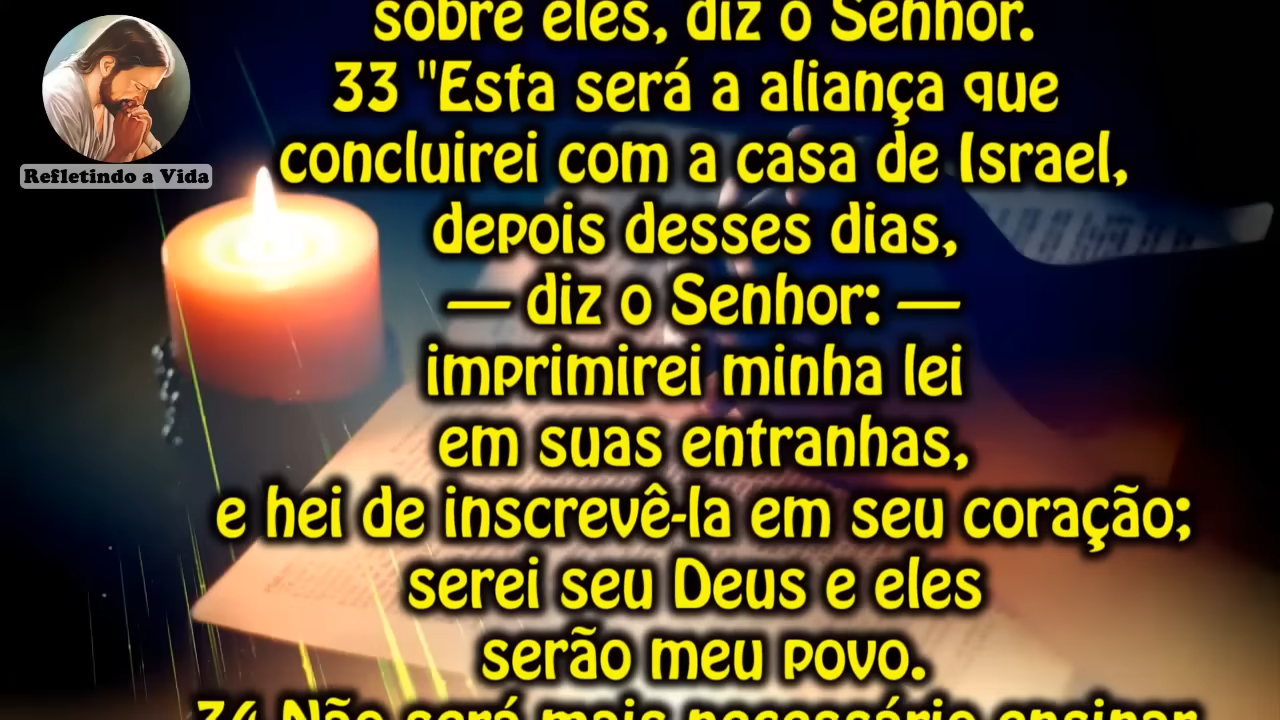 sobre eles, diz o Senhor.
Refletindo a Vida
33 "Esta será a aliança que
concluirei com a casa de Israel,
depois desses dias,
— diz o Senhor: —
imprimirei minha lei
em suas entranhas,
e hei de inscrevê-la em seu coração;
serei seu Deus e eles
serão meu povo.
34 Não será mais necessário ensinar